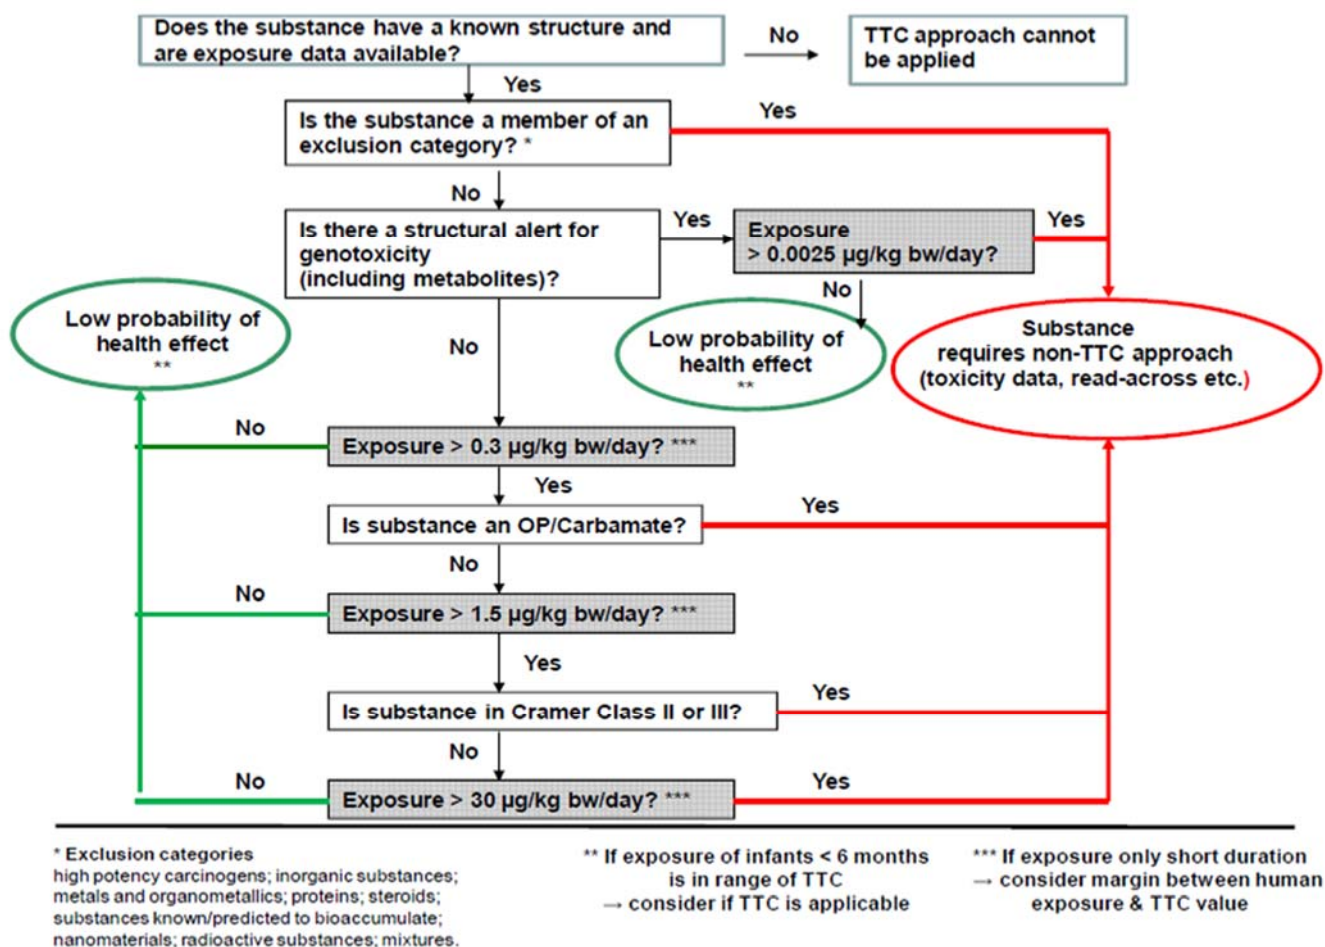 Does the substance have a known structure and
are exposure data available?
No
TTC approach cannot
be applied
Yes
Is the substance a member of an
exclusion category? *
Yes
No
Is there a structural alert for
genotoxicity
(including metabolites)?
Yes
Exposure
> 0.0025 µg/kg bw/day?
Yes
No
Low probability of
health effect
**
No
Low probability of
health effect
**
Substance
requires non-TTC approach
(toxicity data, read-across etc.)
No
Exposure > 0.3 µg/kg bw/day? ***
Yes
Is substance an OP/Carbamate?
Yes
No
No
Exposure > 1.5 µg/kg bw/day? ***
Yes
Is substance in Cramer Class II or III?
Yes
No
No
Exposure > 30 µg/kg bw/day? ***
Yes
* Exclusion categories
high potency carcinogens; inorganic substances;
metals and organometallics; proteins; steroids;
substances known/predicted to bioaccumulate;
nanomaterials; radioactive substances; mixtures.
** If exposure of infants < 6 months
is in range of TTC
→ consider if TTC is applicable
*** If exposure only short duration
→ consider margin between human
exposure & TTC value